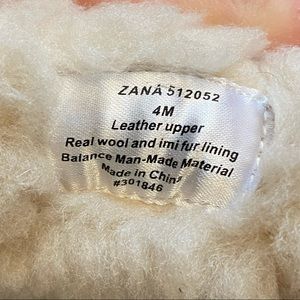 ZANA 512052
4M
Leather upper
Real wool and imi fur lining
Balance Man-Made Material
Made in China
#301846